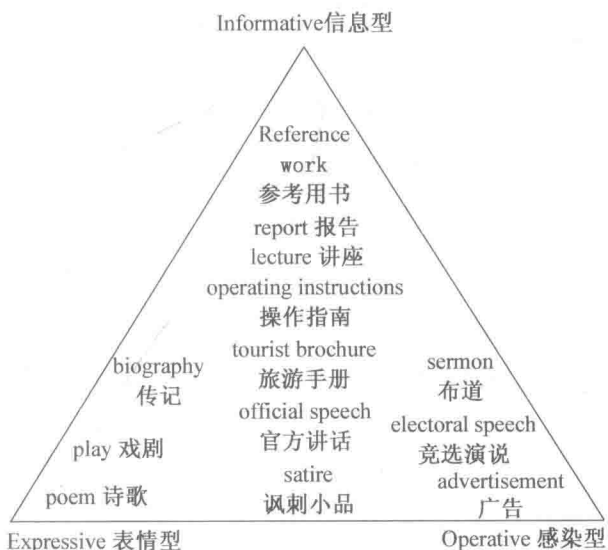 Informative信息型
Reference
work
参考用书
report 报告
lecture 讲座
operating instructions
操作指南
tourist brochure
旅游手册
official speech
官方讲话
satire
讽刺小品
biography
传记
play 戏剧
poem 诗歌
sermon
布道
electoral speech
竞选演说
advertisement
广告
Expressive 表情型
Operative 感染型